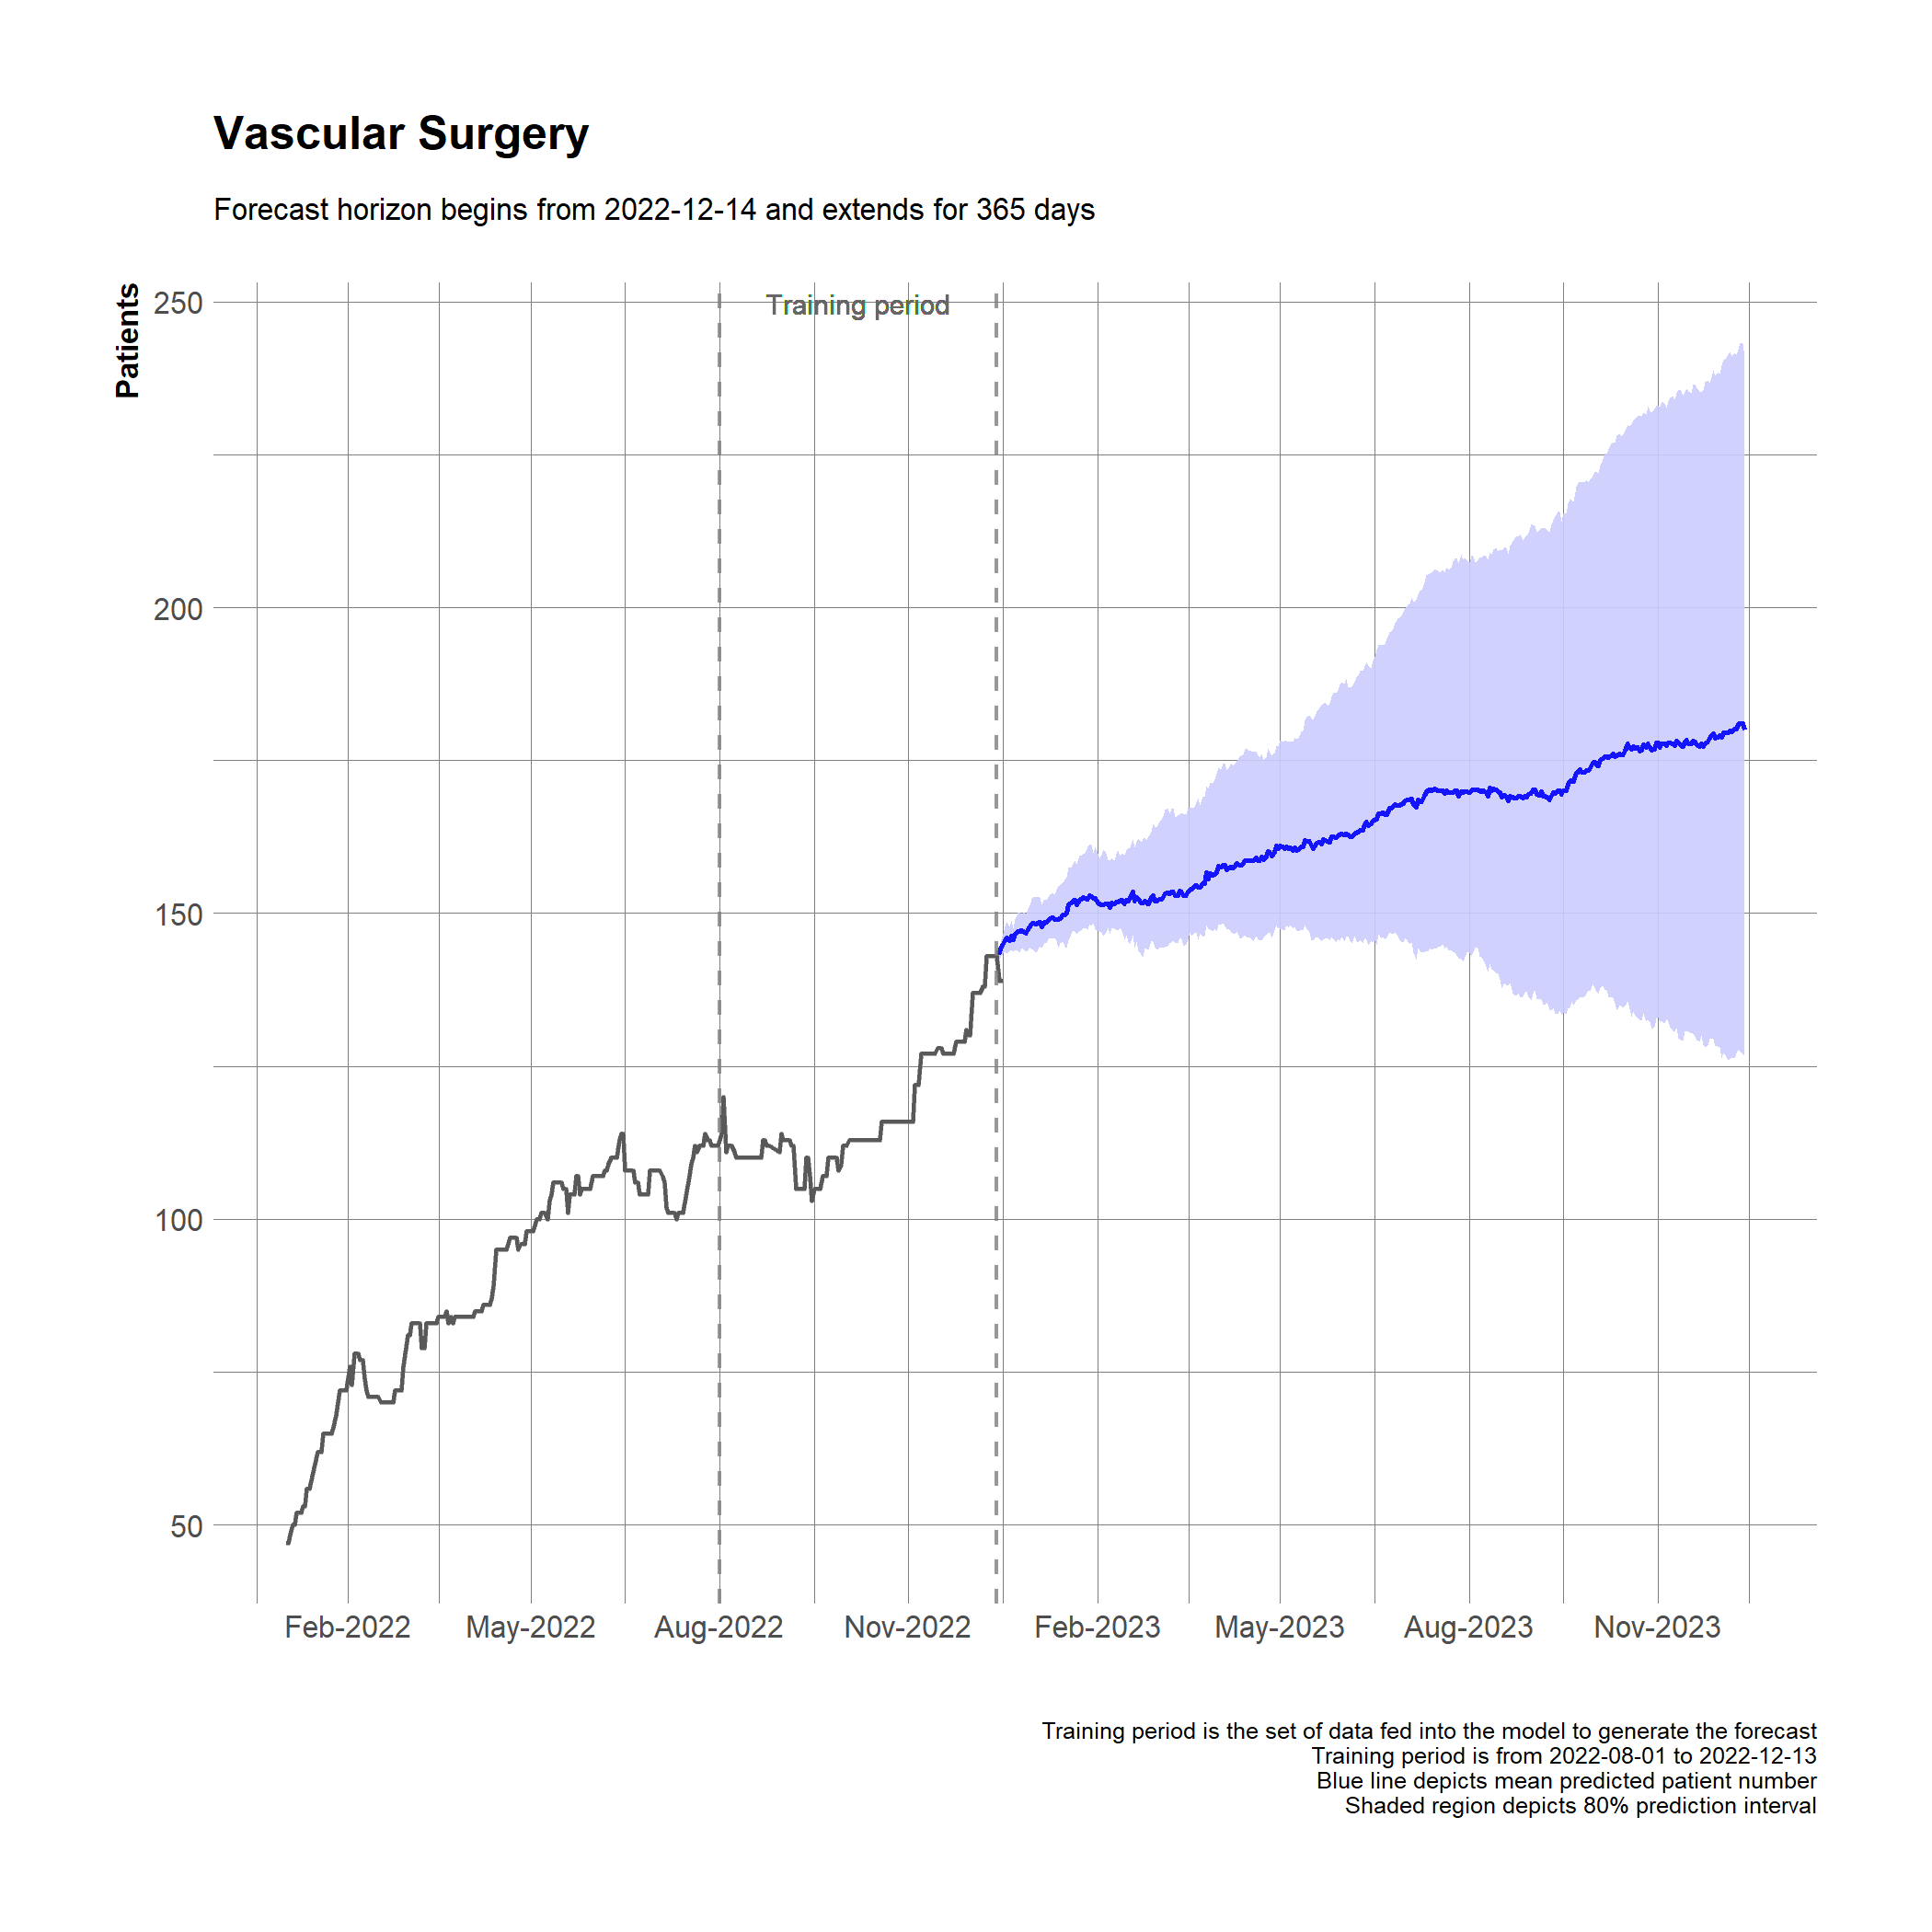 Vascular Surgery
Forecast horizon begins from 2022-12-14 and extends for 365 days
Patients
Training period
250
200
150
100
50
Feb-2022 May-2022 Aug-2022 Nov-2022 Feb-2023 May-2023 Aug-2023 Nov-2023
Training period is the set of data fed into the model to generate the forecast
Training period is from 2022-08-01 to 2022-12-13
Blue line depicts mean predicted patient number
Shaded region depicts 80% prediction interval